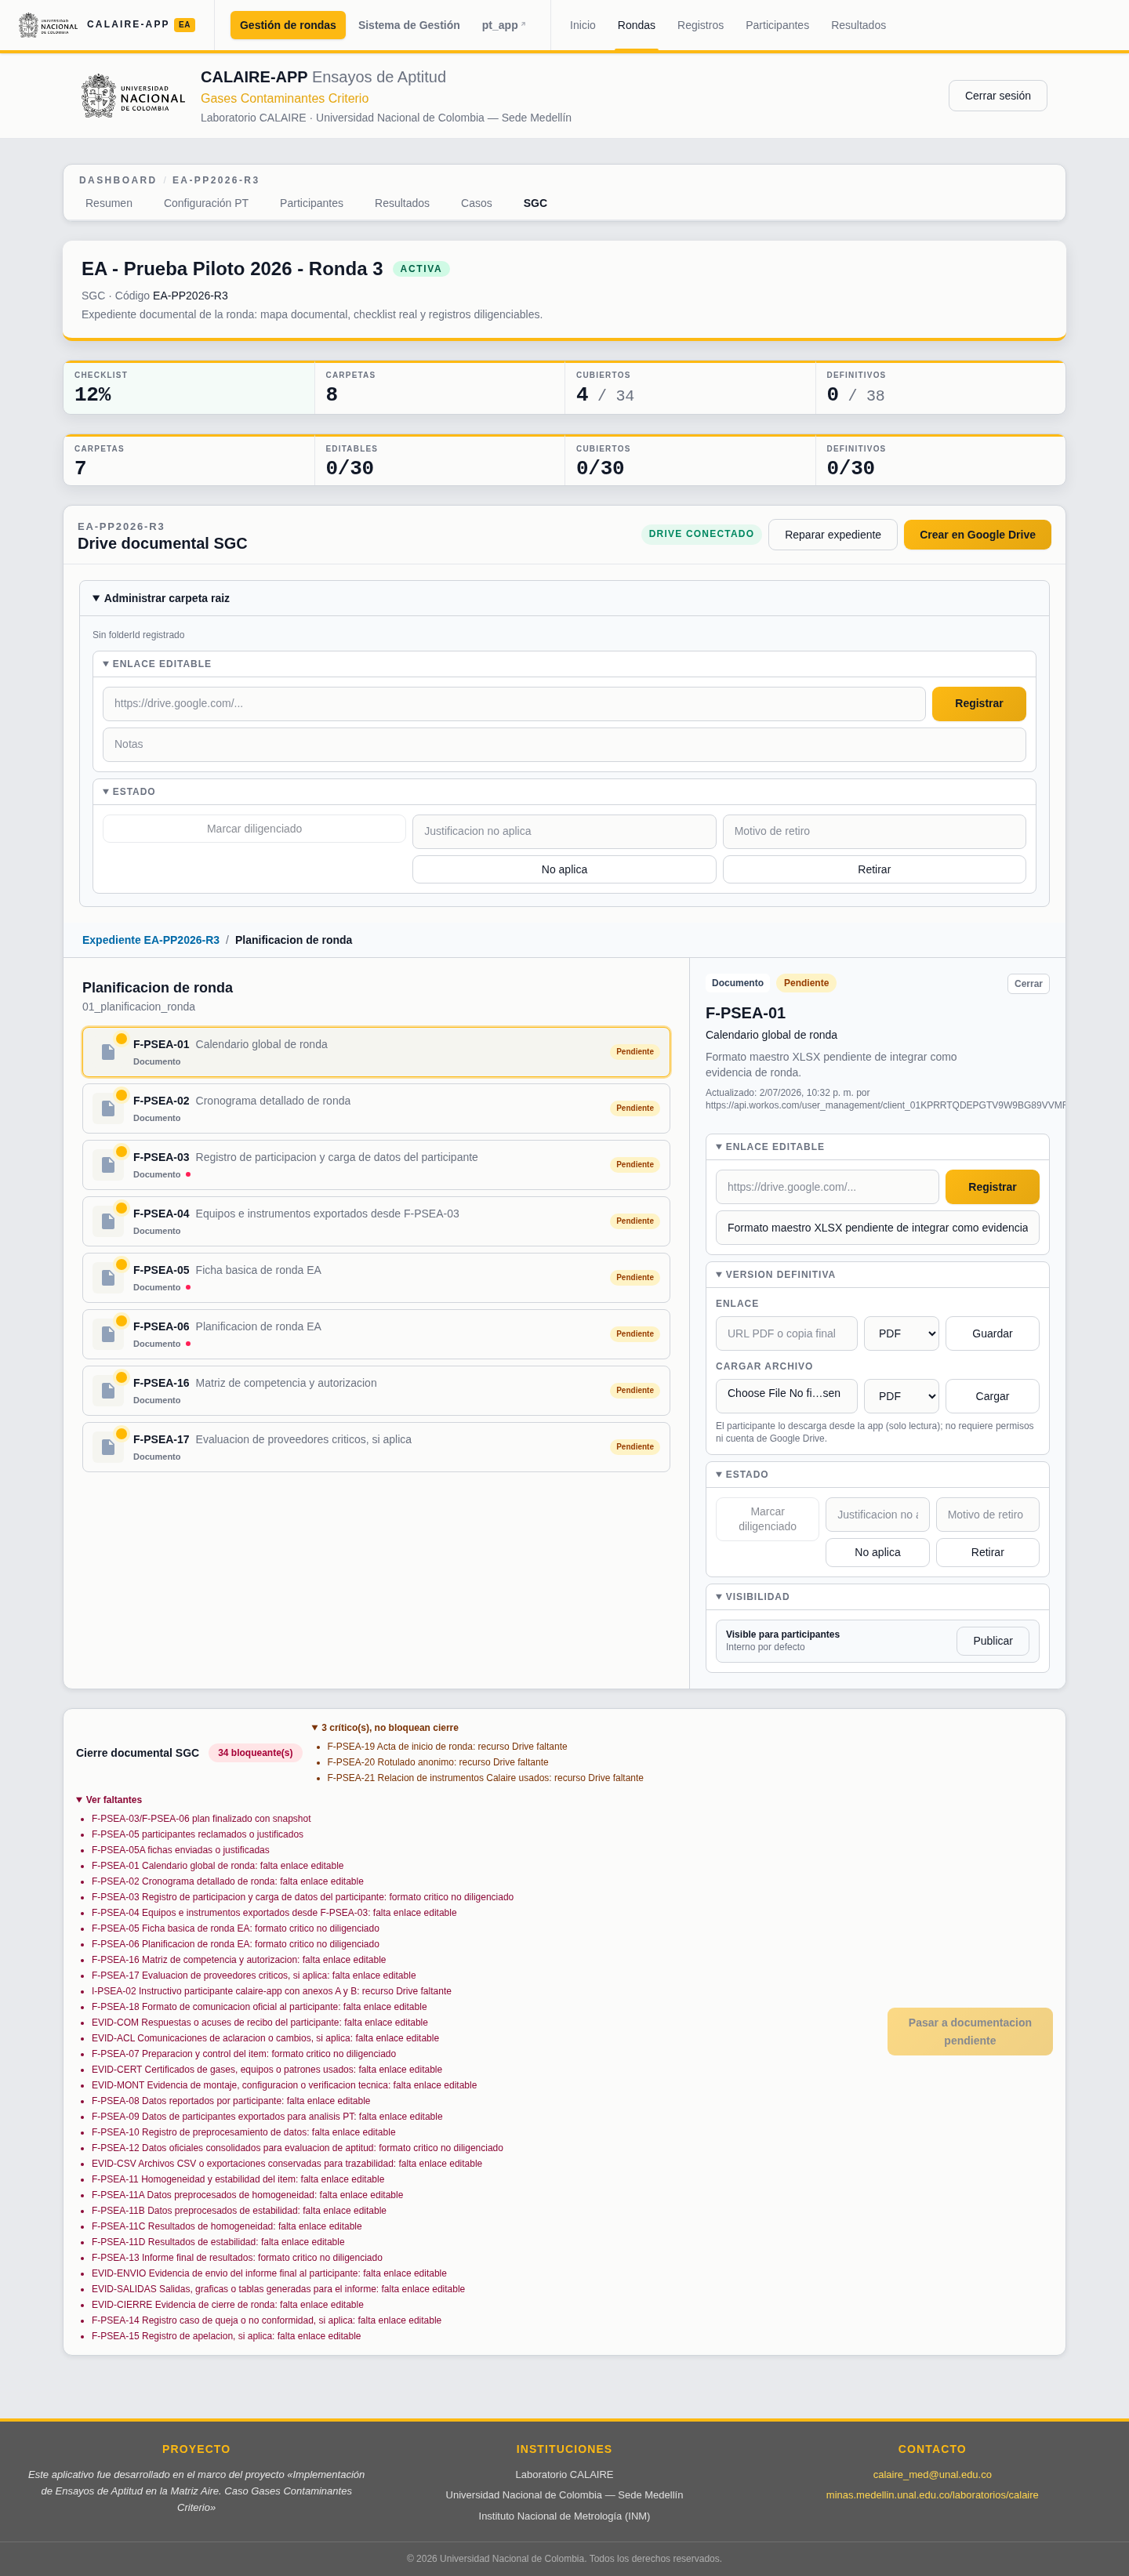 UNIVERSIDAD
NACIONAL
DE COLOMBIA
CALAIRE-APP EA
Gestión de rondas
Sistema de Gestión
pt_app ↗
Inicio
Rondas
Registros
Participantes
Resultados
UNIVERSIDAD
NACIONAL
DE COLOMBIA
CALAIRE-APP Ensayos de Aptitud
Gases Contaminantes Criterio
Laboratorio CALAIRE · Universidad Nacional de Colombia — Sede Medellín
Cerrar sesión
DASHBOARD / EA-PP2026-R3
Resumen
Configuración PT
Participantes
Resultados
Casos
SGC
EA - Prueba Piloto 2026 - Ronda 3 ACTIVA
SGC · Código EA-PP2026-R3
Expediente documental de la ronda: mapa documental, checklist real y registros diligenciables.
CHECKLIST
12%
CARPETAS
8
CUBIERTOS
4 / 34
DEFINITIVOS
0 / 38
CARPETAS
7
EDITABLES
0/30
CUBIERTOS
0/30
DEFINITIVOS
0/30
EA-PP2026-R3
Drive documental SGC
DRIVE CONECTADO
Reparar expediente
Crear en Google Drive
▼ Administrar carpeta raiz
Sin folderId registrado
▼ ENLACE EDITABLE
https://drive.google.com/...
Registrar
Notas
▼ ESTADO
Marcar diligenciado
Justificacion no aplica
Motivo de retiro
No aplica
Retirar
Expediente EA-PP2026-R3 / Planificacion de ronda
Planificacion de ronda
01_planificacion_ronda
F-PSEA-01 Calendario global de ronda
Documento
Pendiente
F-PSEA-02 Cronograma detallado de ronda
Documento
Pendiente
F-PSEA-03 Registro de participacion y carga de datos del participante
Documento
Pendiente
F-PSEA-04 Equipos e instrumentos exportados desde F-PSEA-03
Documento
Pendiente
F-PSEA-05 Ficha basica de ronda EA
Documento
Pendiente
F-PSEA-06 Planificacion de ronda EA
Documento
Pendiente
F-PSEA-16 Matriz de competencia y autorizacion
Documento
Pendiente
F-PSEA-17 Evaluacion de proveedores criticos, si aplica
Documento
Pendiente
Documento Pendiente
Cerrar
F-PSEA-01
Calendario global de ronda
Formato maestro XLSX pendiente de integrar como
evidencia de ronda.
Actualizado: 2/07/2026, 10:32 p. m. por
https://api.workos.com/user_management/client_01KPRRTQDEPGTV9W9BG89VVMF
▼ ENLACE EDITABLE
https://drive.google.com/...
Registrar
Formato maestro XLSX pendiente de integrar como evidencia
▼ VERSION DEFINITIVA
ENLACE
URL PDF o copia final
PDF
Guardar
CARGAR ARCHIVO
Choose File No fi…sen
PDF
Cargar
El participante lo descarga desde la app (solo lectura); no requiere permisos
ni cuenta de Google Drive.
▼ ESTADO
Marcar
diligenciado
Justificacion no a
Motivo de retiro
No aplica
Retirar
▼ VISIBILIDAD
Visible para participantes
Interno por defecto
Publicar
Cierre documental SGC
34 bloqueante(s)
▼ 3 crítico(s), no bloquean cierre
• F-PSEA-19 Acta de inicio de ronda: recurso Drive faltante
• F-PSEA-20 Rotulado anonimo: recurso Drive faltante
• F-PSEA-21 Relacion de instrumentos Calaire usados: recurso Drive faltante
▼ Ver faltantes
• F-PSEA-03/F-PSEA-06 plan finalizado con snapshot
• F-PSEA-05 participantes reclamados o justificados
• F-PSEA-05A fichas enviadas o justificadas
• F-PSEA-01 Calendario global de ronda: falta enlace editable
• F-PSEA-02 Cronograma detallado de ronda: falta enlace editable
• F-PSEA-03 Registro de participacion y carga de datos del participante: formato critico no diligenciado
• F-PSEA-04 Equipos e instrumentos exportados desde F-PSEA-03: falta enlace editable
• F-PSEA-05 Ficha basica de ronda EA: formato critico no diligenciado
• F-PSEA-06 Planificacion de ronda EA: formato critico no diligenciado
• F-PSEA-16 Matriz de competencia y autorizacion: falta enlace editable
• F-PSEA-17 Evaluacion de proveedores criticos, si aplica: falta enlace editable
• I-PSEA-02 Instructivo participante calaire-app con anexos A y B: recurso Drive faltante
• F-PSEA-18 Formato de comunicacion oficial al participante: falta enlace editable
• EVID-COM Respuestas o acuses de recibo del participante: falta enlace editable
• EVID-ACL Comunicaciones de aclaracion o cambios, si aplica: falta enlace editable
• F-PSEA-07 Preparacion y control del item: formato critico no diligenciado
• EVID-CERT Certificados de gases, equipos o patrones usados: falta enlace editable
• EVID-MONT Evidencia de montaje, configuracion o verificacion tecnica: falta enlace editable
• F-PSEA-08 Datos reportados por participante: falta enlace editable
• F-PSEA-09 Datos de participantes exportados para analisis PT: falta enlace editable
• F-PSEA-10 Registro de preprocesamiento de datos: falta enlace editable
• F-PSEA-12 Datos oficiales consolidados para evaluacion de aptitud: formato critico no diligenciado
• EVID-CSV Archivos CSV o exportaciones conservadas para trazabilidad: falta enlace editable
• F-PSEA-11 Homogeneidad y estabilidad del item: falta enlace editable
• F-PSEA-11A Datos preprocesados de homogeneidad: falta enlace editable
• F-PSEA-11B Datos preprocesados de estabilidad: falta enlace editable
• F-PSEA-11C Resultados de homogeneidad: falta enlace editable
• F-PSEA-11D Resultados de estabilidad: falta enlace editable
• F-PSEA-13 Informe final de resultados: formato critico no diligenciado
• EVID-ENVIO Evidencia de envio del informe final al participante: falta enlace editable
• EVID-SALIDAS Salidas, graficas o tablas generadas para el informe: falta enlace editable
• EVID-CIERRE Evidencia de cierre de ronda: falta enlace editable
• F-PSEA-14 Registro caso de queja o no conformidad, si aplica: falta enlace editable
• F-PSEA-15 Registro de apelacion, si aplica: falta enlace editable
Pasar a documentacion
pendiente
PROYECTO
Este aplicativo fue desarrollado en el marco del proyecto «Implementación
de Ensayos de Aptitud en la Matriz Aire. Caso Gases Contaminantes
Criterio»
INSTITUCIONES
Laboratorio CALAIRE
Universidad Nacional de Colombia — Sede Medellín
Instituto Nacional de Metrología (INM)
CONTACTO
calaire_med@unal.edu.co
minas.medellin.unal.edu.co/laboratorios/calaire
© 2026 Universidad Nacional de Colombia. Todos los derechos reservados.